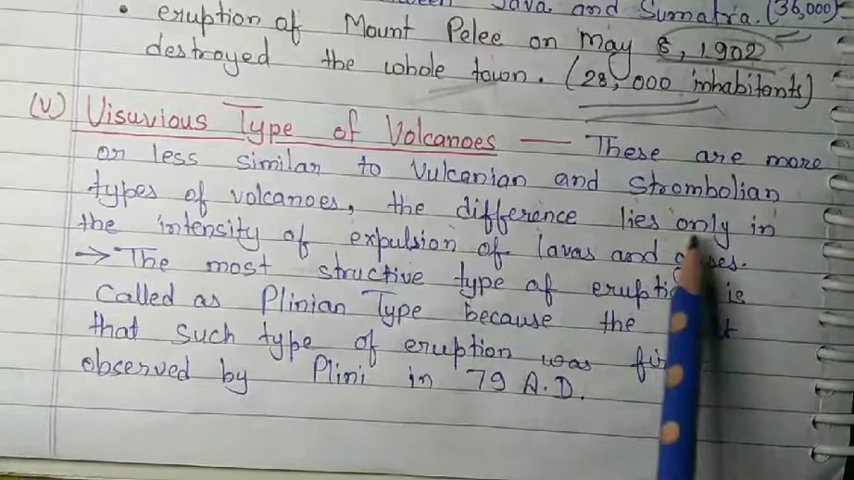 Java and Sumatra. (36,000)
• eruption of Mount Pelee on May 8, 1902
destroyed the whole town. (28,000 inhabitants)
(V) Visuvious Type of Volcanoes — These are more
or less similar to Vulcanian and Strombolian
types of volcanoes, the difference lies only in
the intensity of expulsion of lavas and
→ The most structive type of is
Called as Plinian Type because the
that such type of eruption was
observed by Plini in 79 A.D.